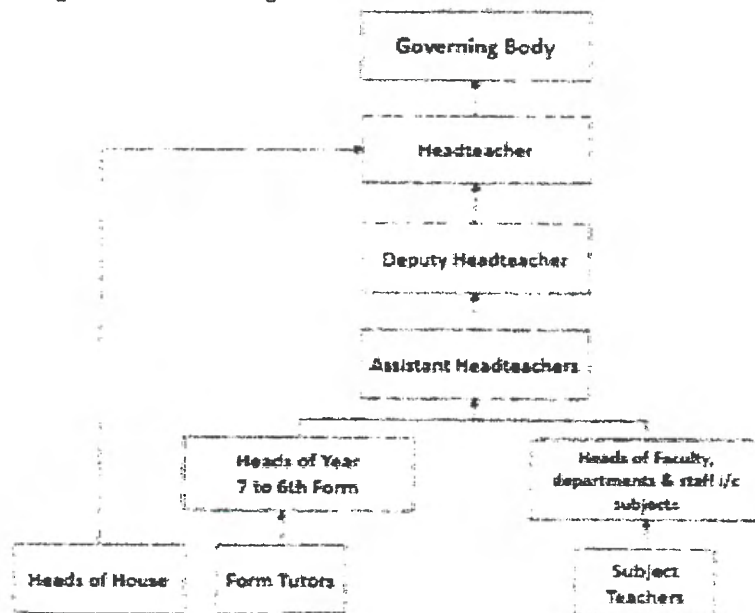 Governing Body
Headteacher
Deputy Headteacher
Assistant Headteachers
Heads of Year
7 to 6th Form
Heads of Faculty,
departments & staff i/c
subjects
Heads of House
Form Tutors
Subject
Teachers